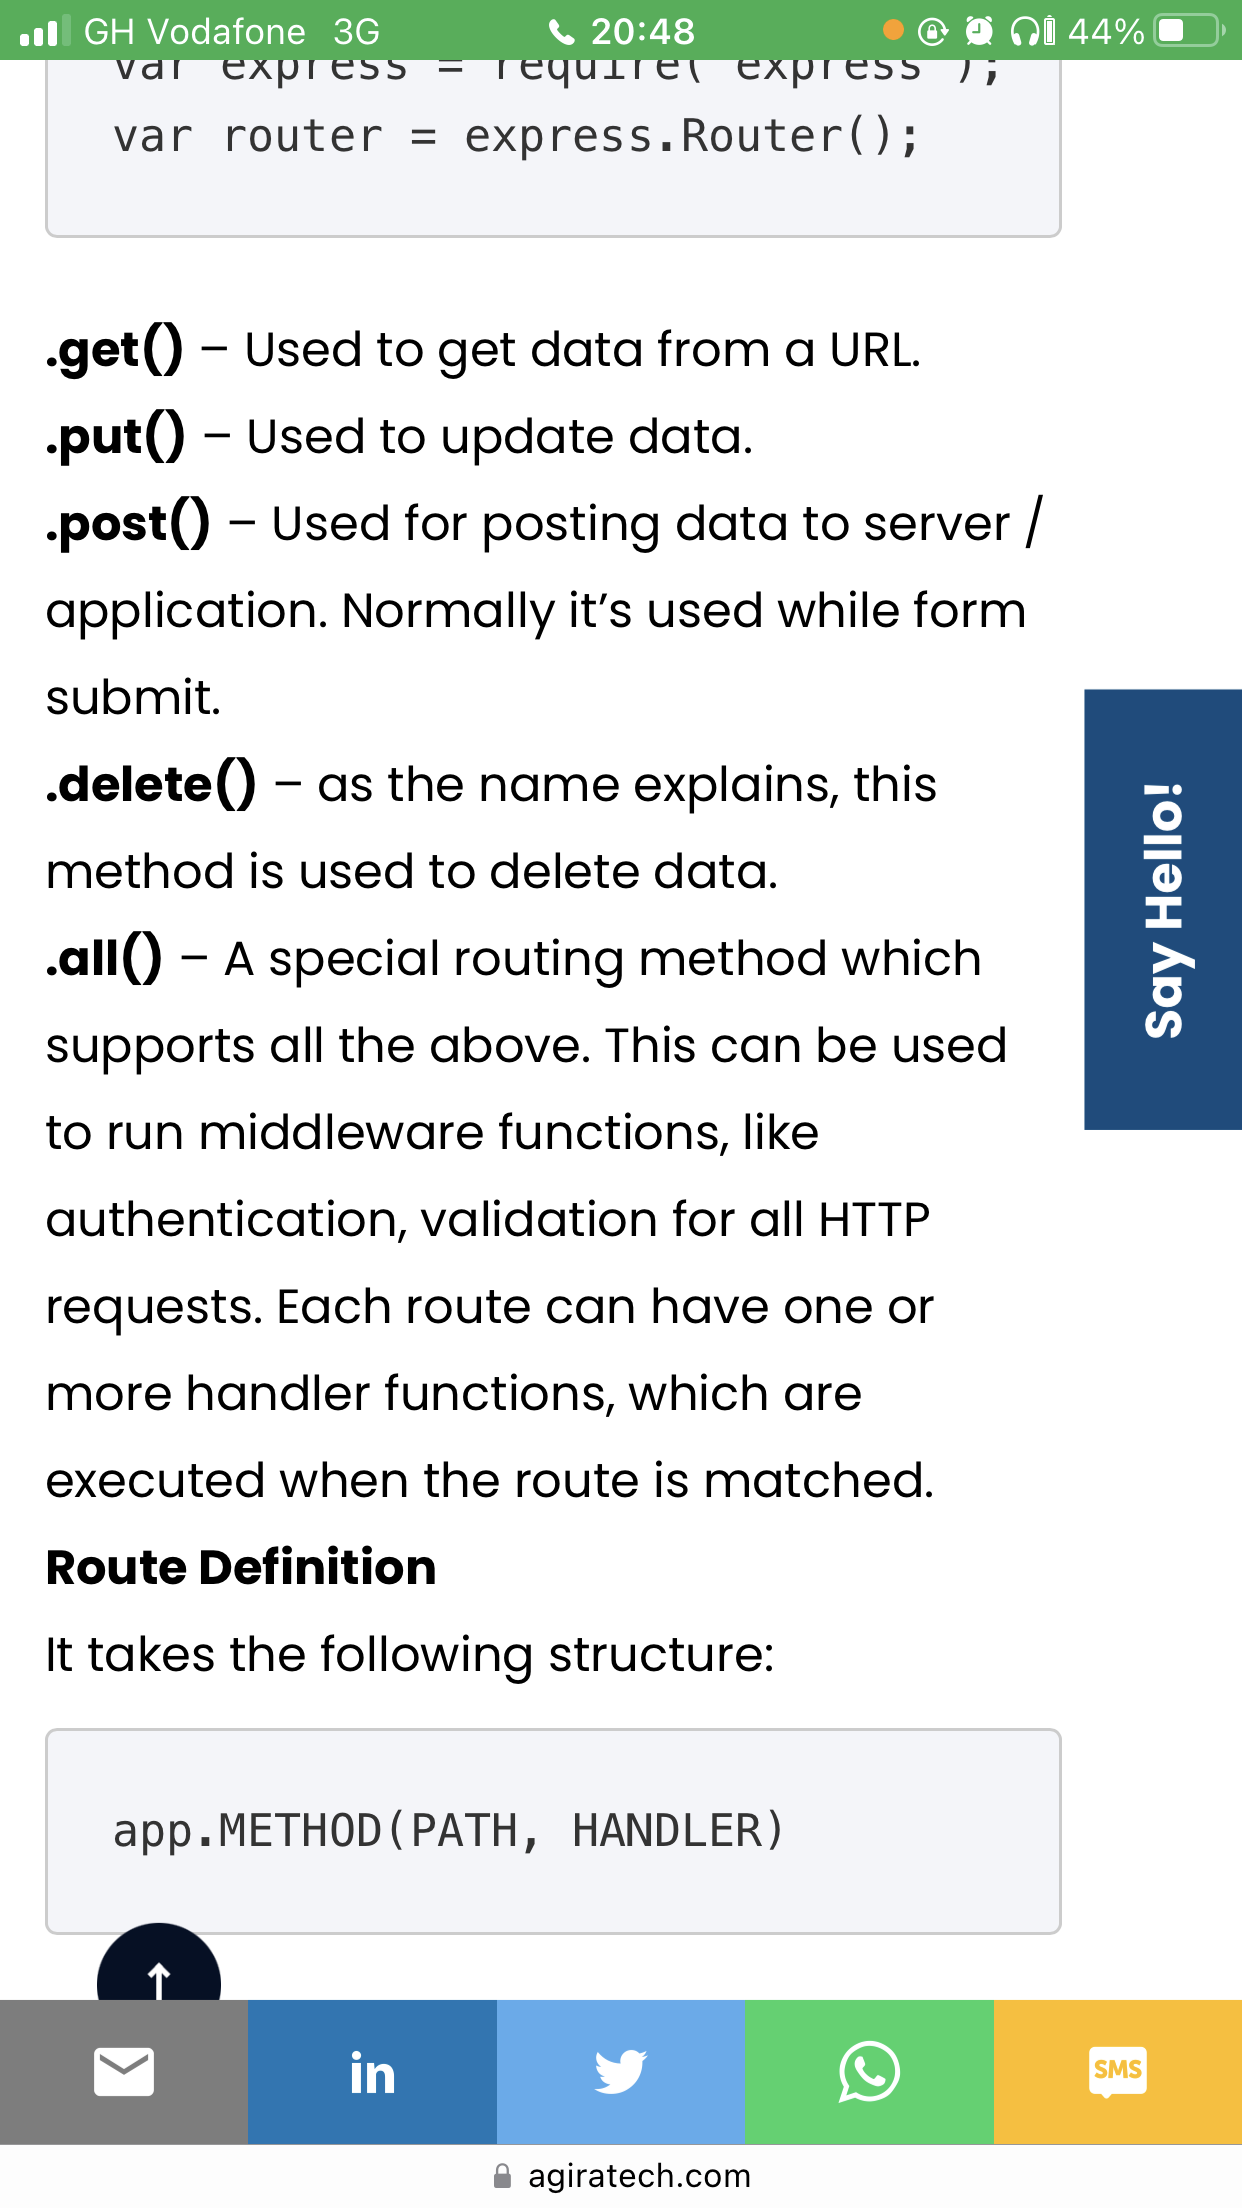 GH Vodafone 3G 20:48 44%
var express = require( express );
var router = express.Router();
.get() – Used to get data from a URL.
.put() – Used to update data.
.post() – Used for posting data to server /
application. Normally it’s used while form
submit.
.delete() – as the name explains, this
method is used to delete data.
.all() – A special routing method which
supports all the above. This can be used
to run middleware functions, like
authentication, validation for all HTTP
requests. Each route can have one or
more handler functions, which are
executed when the route is matched.
Say Hello!
Route Definition
It takes the following structure:
app.METHOD(PATH, HANDLER)
in
SMS
agiratech.com